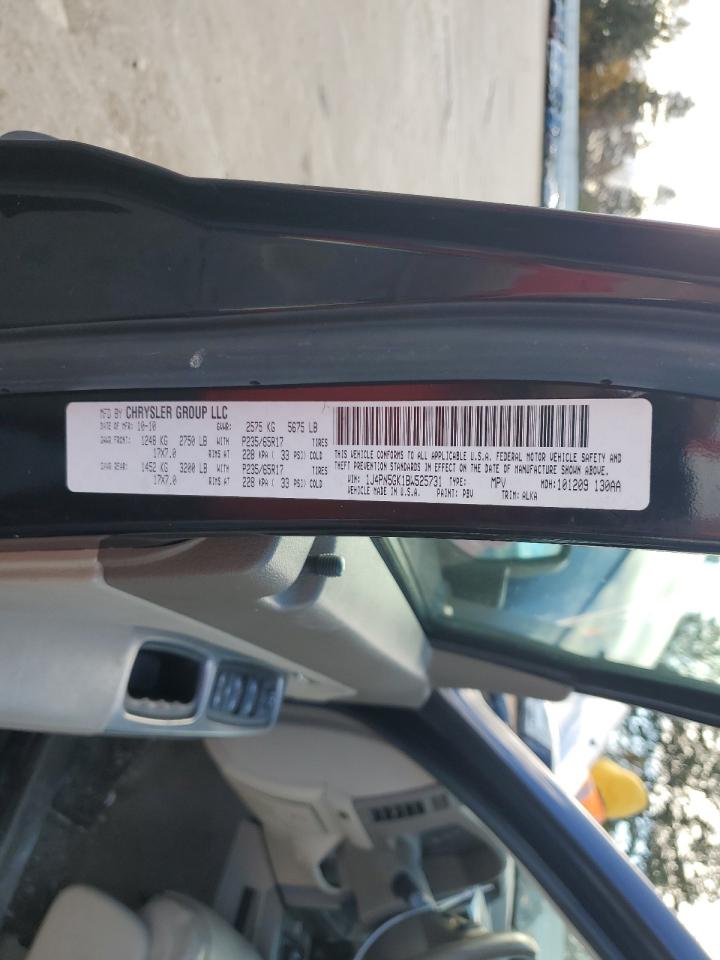 MFD BY CHRYSLER GROUP LLC
DATE OF MFR: 10-10 GVWR: 2575 KG 5675 LB
GAWR FRONT: 1248 KG 2750 LB WITH P235/65R17 TIRES
17X7.0 RIMS AT 228 KPA ( 33 PSI) COLD
GAWR REAR: 1452 KG 3200 LB WITH P235/65R17 TIRES
17X7.0 RIMS AT 228 KPA ( 33 PSI) COLD
THIS VEHICLE CONFORMS TO ALL APPLICABLE U.S.A. FEDERAL MOTOR VEHICLE SAFETY AND
THEFT PREVENTION STANDARDS IN EFFECT ON THE DATE OF MANUFACTURE SHOWN ABOVE.
VIN: 1J4PN5GK1BW525731 TYPE: MPV MDH: 101209 130AA
VEHICLE MADE IN U.S.A. PAINT: PBV TRIM: ALKA